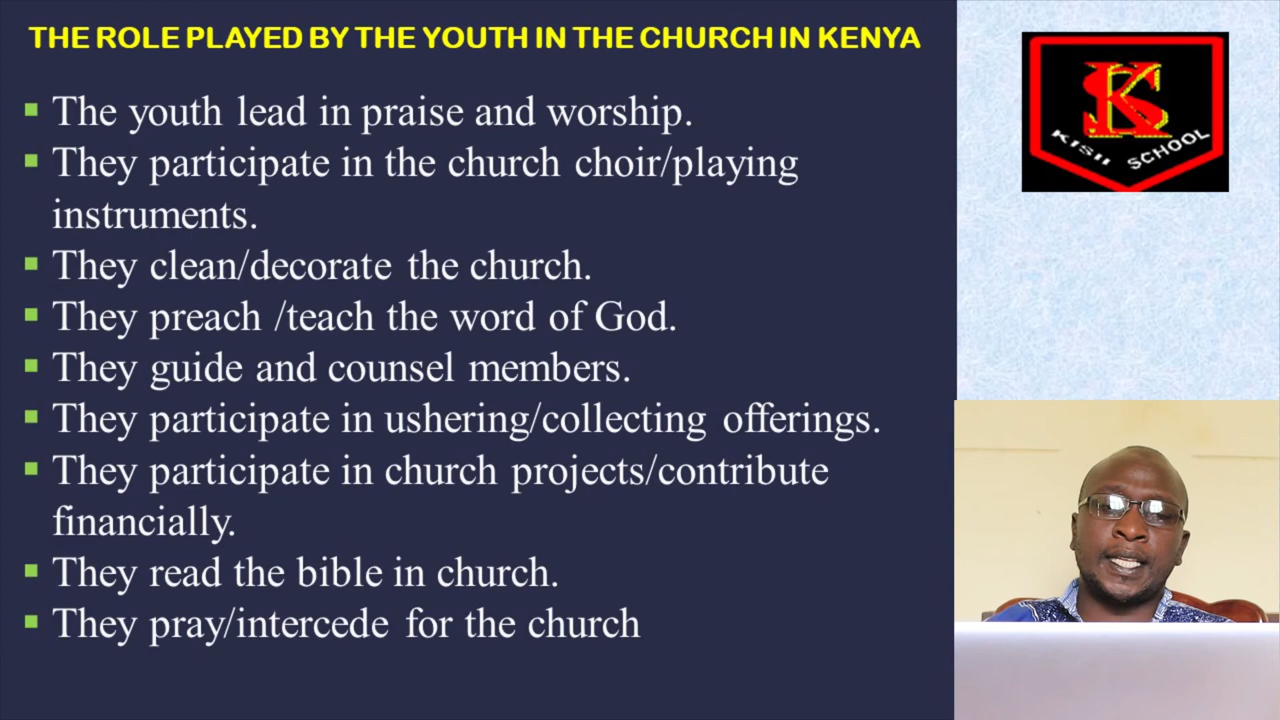 THE ROLE PLAYED BY THE YOUTH IN THE CHURCH IN KENYA
▪ The youth lead in praise and worship.
▪ They participate in the church choir/playing
instruments.
▪ They clean/decorate the church.
▪ They preach /teach the word of God.
▪ They guide and counsel members.
▪ They participate in ushering/collecting offerings.
▪ They participate in church projects/contribute
financially.
▪ They read the bible in church.
▪ They pray/intercede for the church
KS
KISII SCHOOL